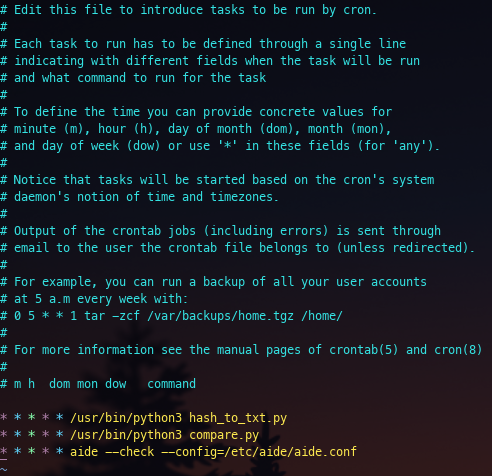 # Edit this file to introduce tasks to be run by cron.
#
# Each task to run has to be defined through a single line
# indicating with different fields when the task will be run
# and what command to run for the task
#
# To define the time you can provide concrete values for
# minute (m), hour (h), day of month (dom), month (mon),
# and day of week (dow) or use '*' in these fields (for 'any').
#
# Notice that tasks will be started based on the cron's system
# daemon's notion of time and timezones.
#
# Output of the crontab jobs (including errors) is sent through
# email to the user the crontab file belongs to (unless redirected).
#
# For example, you can run a backup of all your user accounts
# at 5 a.m every week with:
# 0 5 * * 1 tar -zcf /var/backups/home.tgz /home/
#
# For more information see the manual pages of crontab(5) and cron(8)
#
# m h  dom mon dow   command

* * * * * /usr/bin/python3 hash_to_txt.py
* * * * * /usr/bin/python3 compare.py
* * * * * aide --check --config=/etc/aide/aide.conf
~